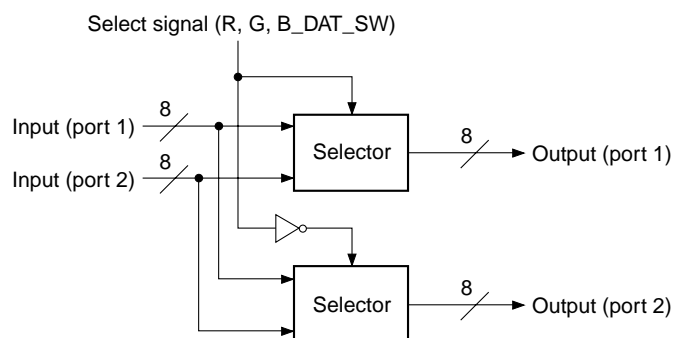 Select signal (R, G, B_DAT_SW)
8
Input (port 1)
8
Selector
8
Output (port 1)
Input (port 2)
8
Selector
Output (port 2)